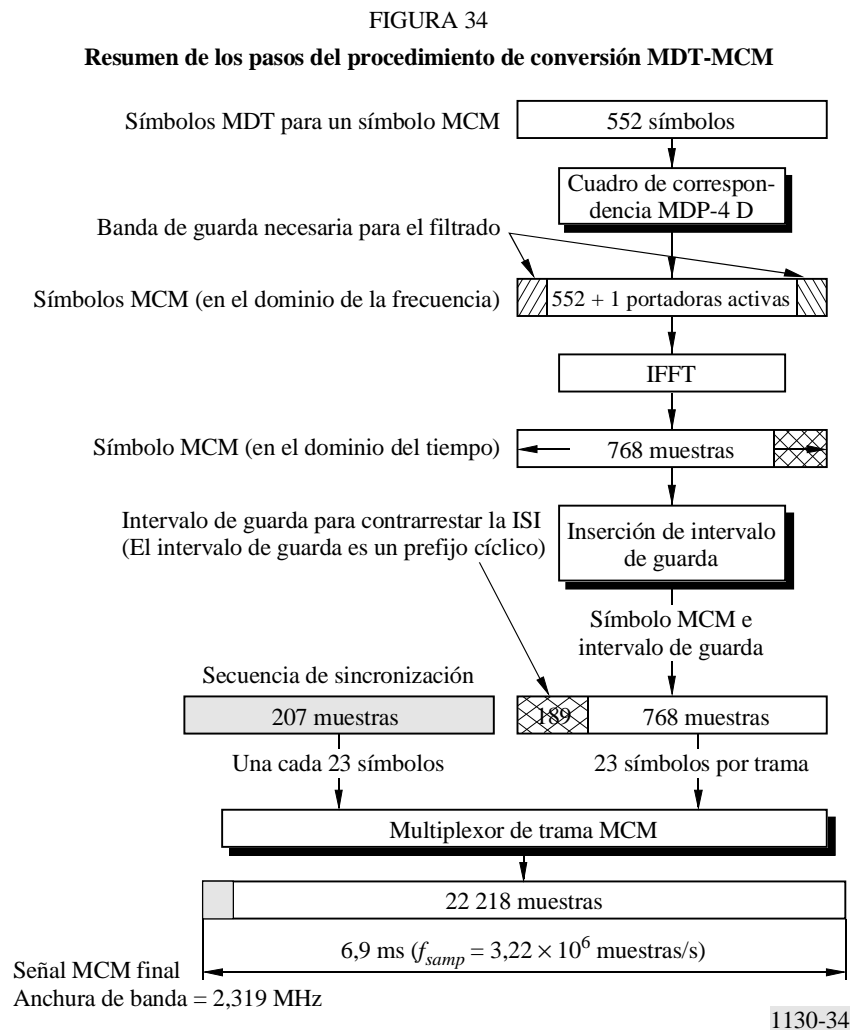 FIGURA 34
Resumen de los pasos del procedimiento de conversión MDT-MCM
Símbolos MDT para un símbolo MCM
552 símbolos
Cuadro de correspon-
dencia MDP-4 D
Banda de guarda necesaria para el filtrado
Símbolos MCM (en el dominio de la frecuencia)
552 + 1 portadoras activas
IFFT
Símbolo MCM (en el dominio del tiempo)
768 muestras
Intervalo de guarda para contrarrestar la ISI
(El intervalo de guarda es un prefijo cíclico)
Inserción de intervalo
de guarda
Símbolo MCM e
intervalo de guarda
Secuencia de sincronización
207 muestras
189
768 muestras
Una cada 23 símbolos
23 símbolos por trama
Multiplexor de trama MCM
22 218 muestras
6,9 ms (f_samp = 3,22 × 10⁶ muestras/s)
Señal MCM final
Anchura de banda = 2,319 MHz
1130-34